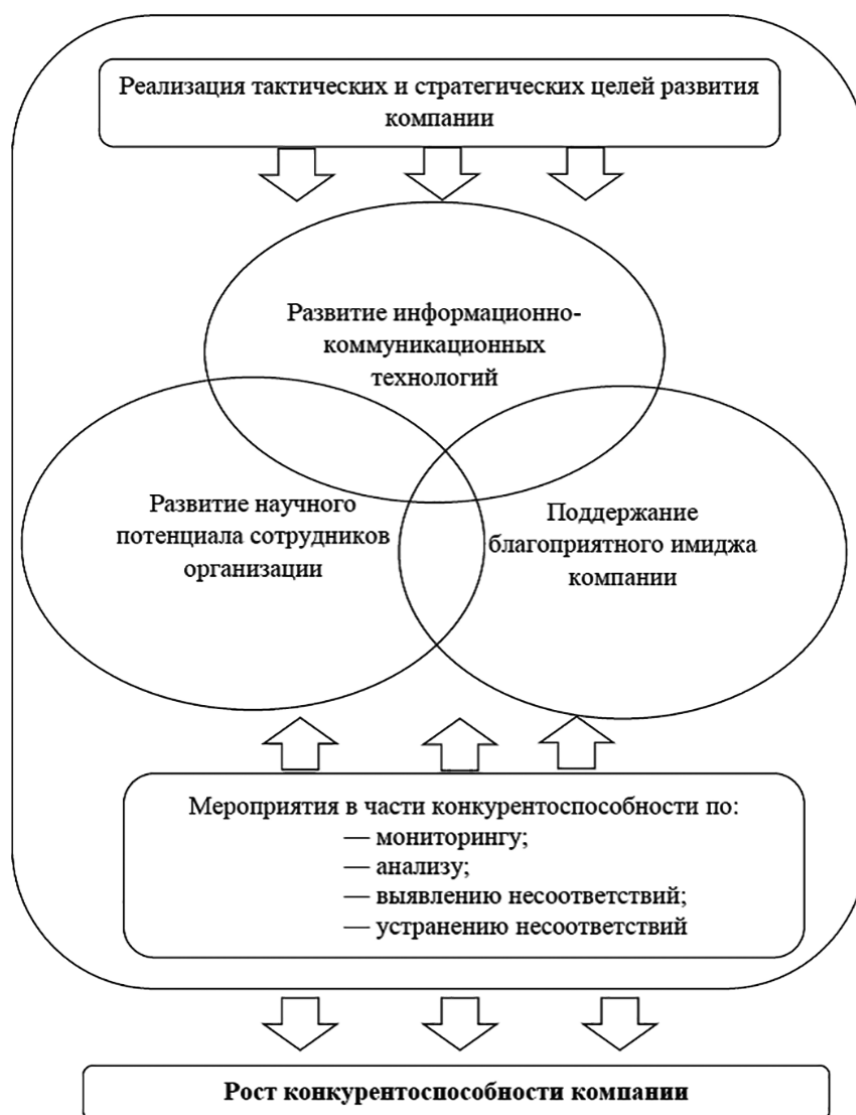 Реализация тактических и стратегических целей развития
компании
Развитие информационно-
коммуникационных
технологий
Развитие научного
потенциала сотрудников
организации
Поддержание
благоприятного имиджа
компании
Мероприятия в части конкурентоспособности по:
— мониторингу;
— анализу;
— выявлению несоответствий;
— устранению несоответствий
Рост конкурентоспособности компании